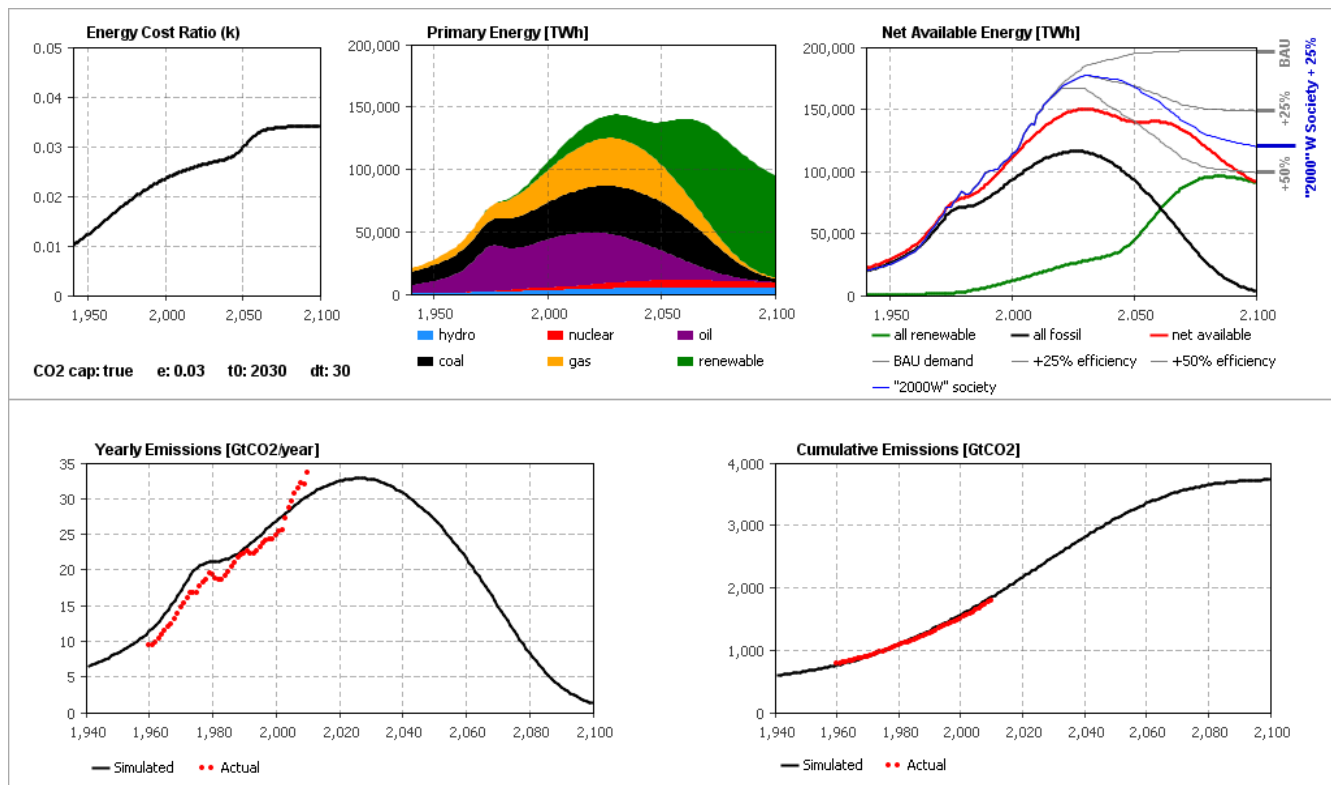 Energy Cost Ratio (k)
0.05
0.04
0.03
0.02
0.01
0
1,950 2,000 2,050 2,100
CO2 cap: true e: 0.03 t0: 2030 dt: 30
Primary Energy [TWh]
200,000
150,000
100,000
50,000
0
1,950 2.000 2.050 2,100
hydro nuclear oil
coal gas renewable
Net Available Energy [TWh]
200,000
150,000
100,000
50,000
0
1.950 2.000 2.050 2.100
BAU
+25%
+50%
"2000"W Society + 25%
all renewable all fossil net available
BAU demand +25% efficiency +50% efficiency
"2000W" society
Yearly Emissions [GtCO2/year]
35
30
25
20
15
10
5
0
1,940 1,960 1,980 2,000 2,020 2,040 2,060 2,080 2,100
Simulated Actual
Cumulative Emissions [GtCO2]
4,000
3,000
2,000
1,000
0
1,940 1,960 1,980 2,000 2,020 2,040 2,060 2,080 2,100
Simulated Actual